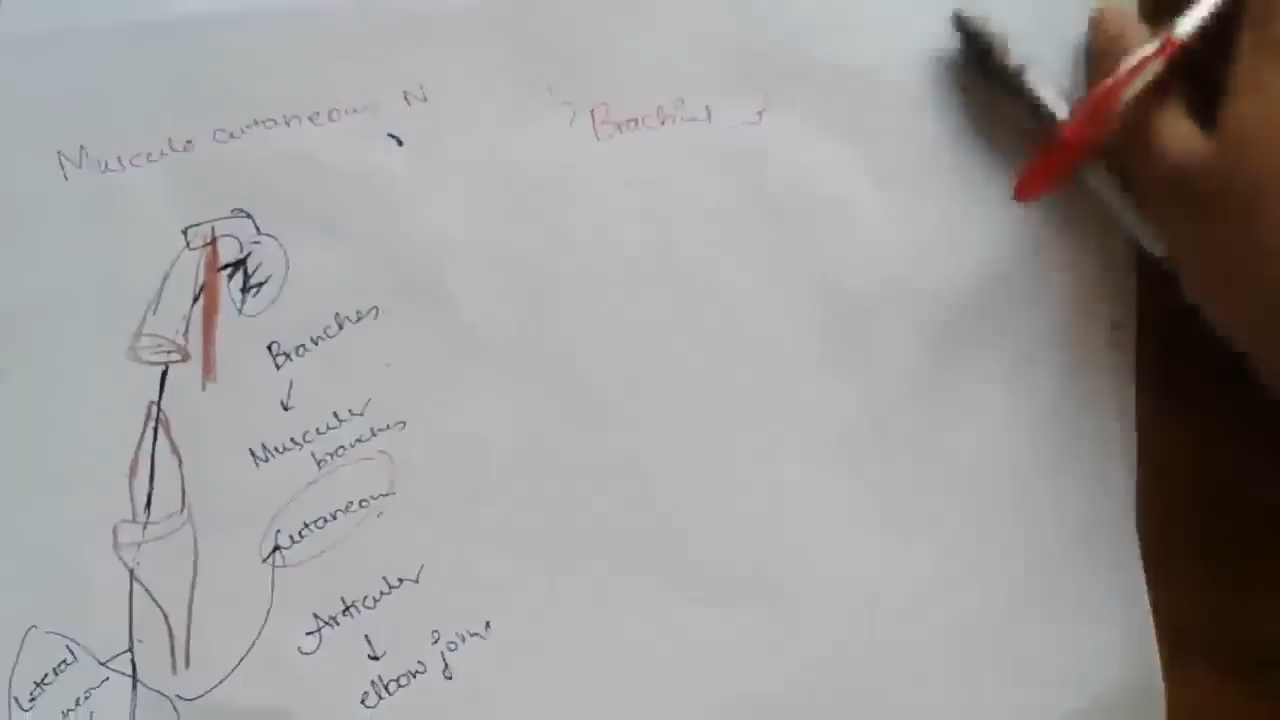 Musculo cutaneous N
Brachial
Branches
↓
Muscular
branches
Cutaneous
Articular
↓
elbow joint
Lateral